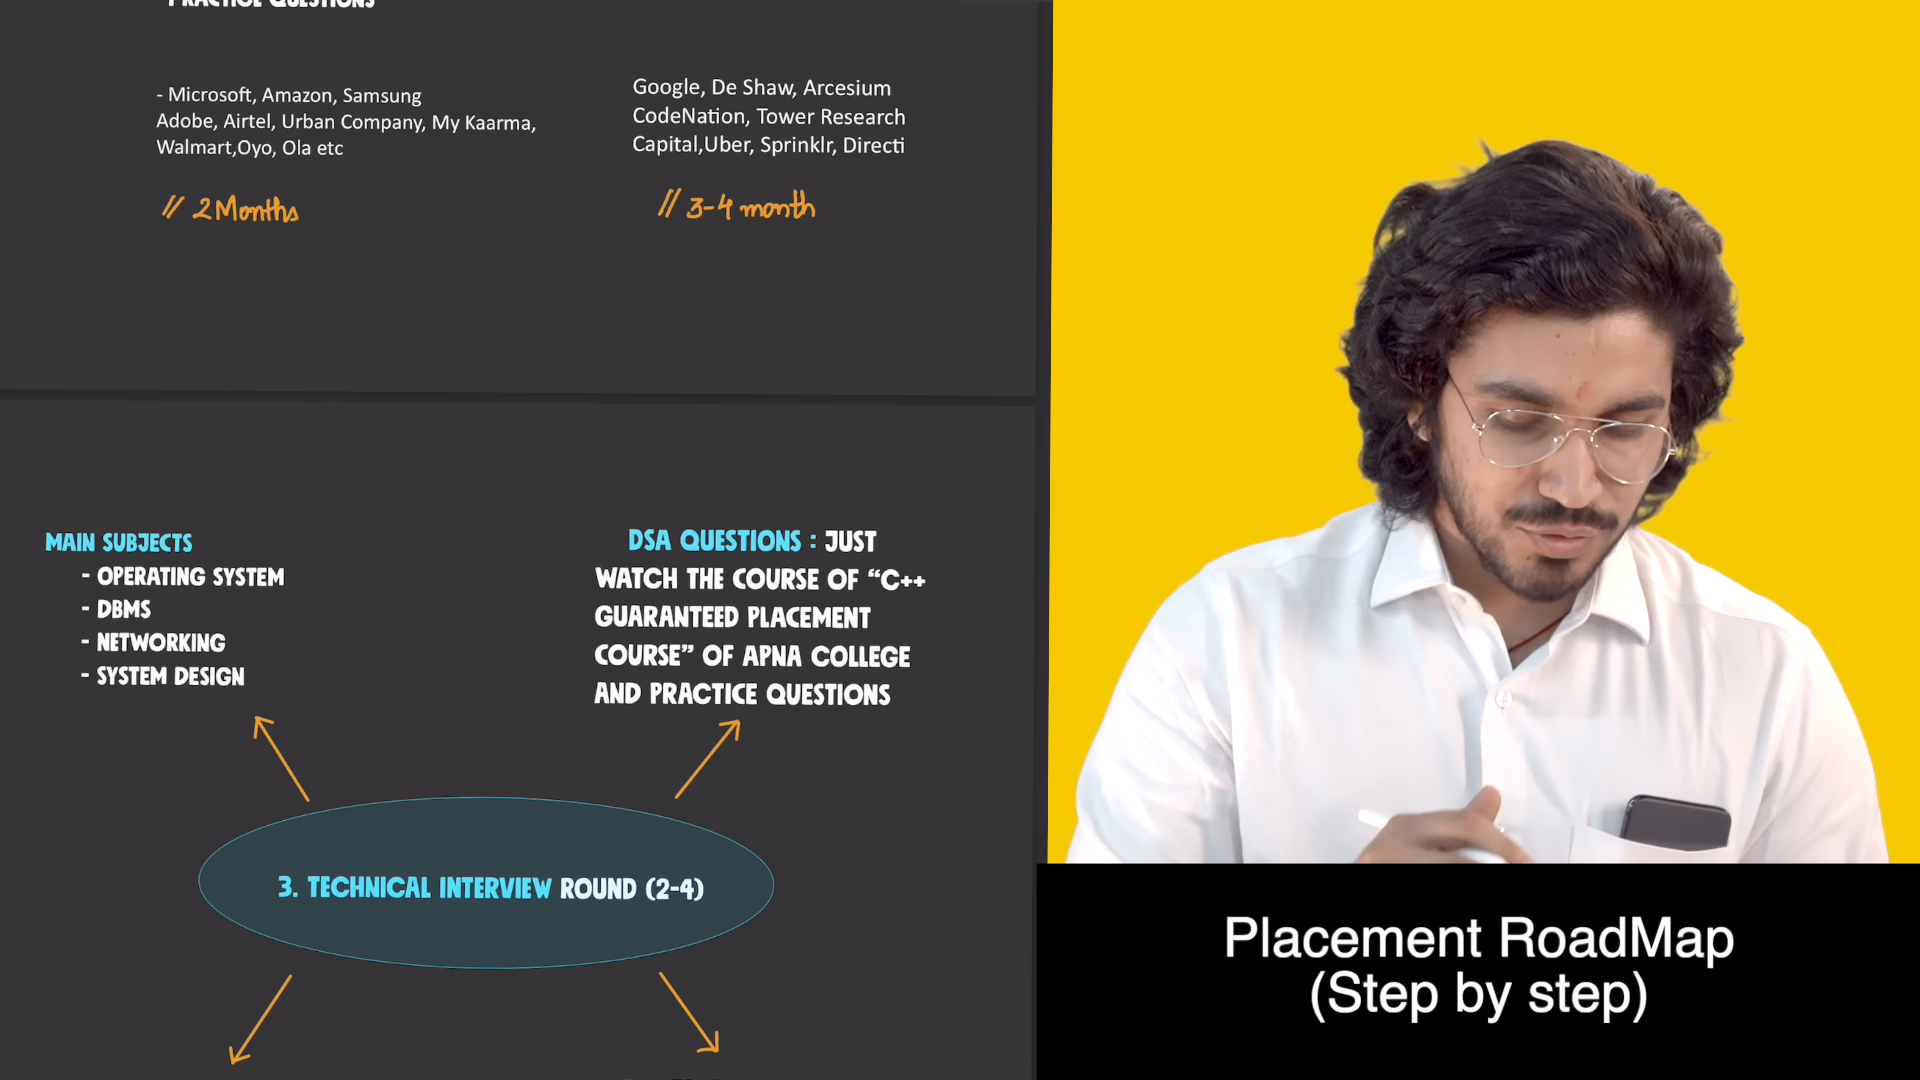 PRACTICE QUESTIONS
- Microsoft, Amazon, Samsung
Adobe, Airtel, Urban Company, My Kaarma,
Walmart,Oyo, Ola etc
// 2 Months
Google, De Shaw, Arcesium
CodeNation, Tower Research
Capital,Uber, Sprinklr, Directi
// 3-4 month
MAIN SUBJECTS
- OPERATING SYSTEM
- DBMS
- NETWORKING
- SYSTEM DESIGN
DSA QUESTIONS : JUST
WATCH THE COURSE OF “C++
GUARANTEED PLACEMENT
COURSE” OF APNA COLLEGE
AND PRACTICE QUESTIONS
3. TECHNICAL INTERVIEW ROUND (2-4)
Placement RoadMap
(Step by step)